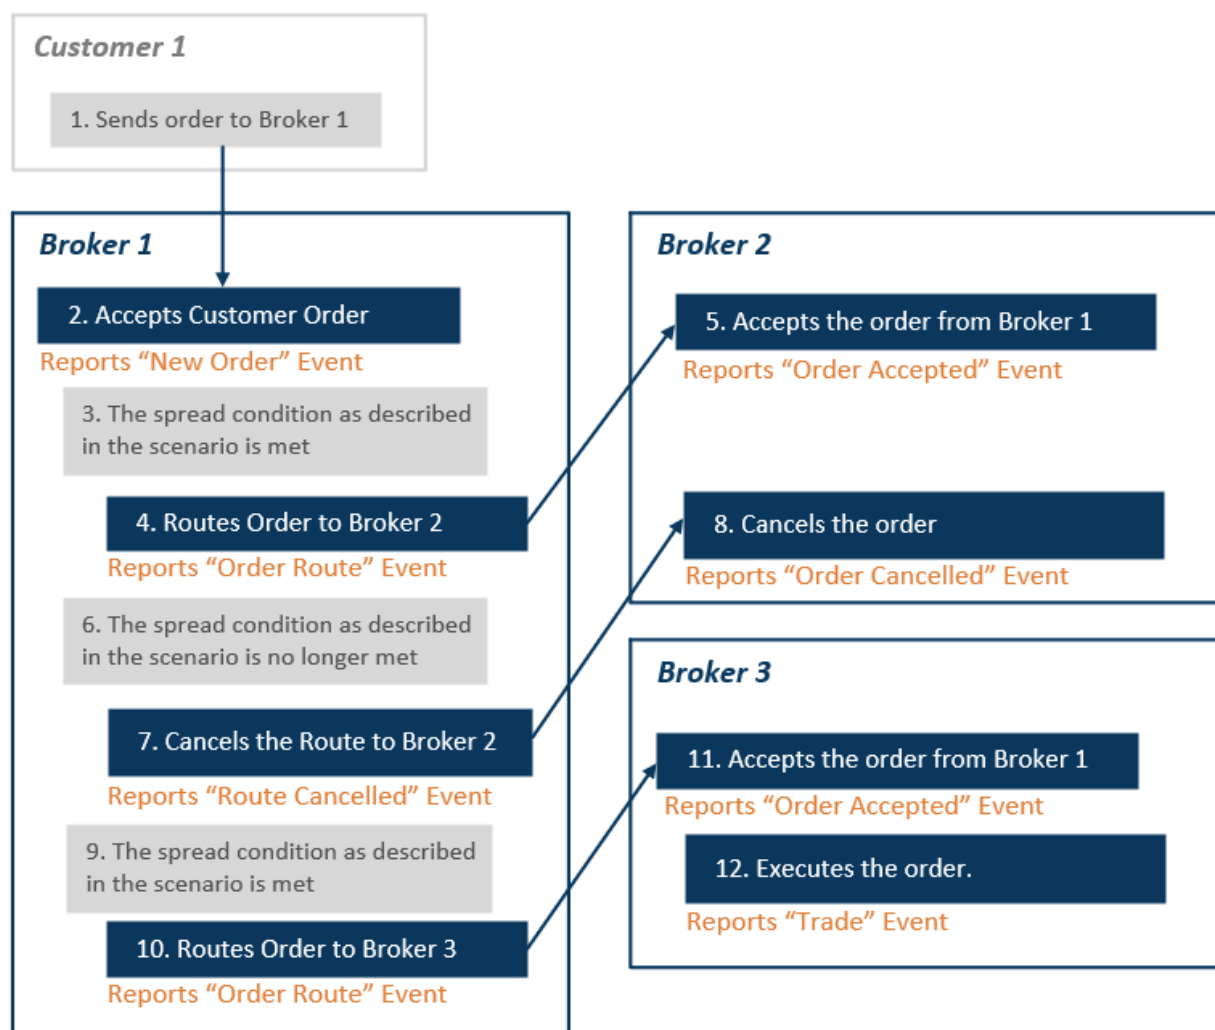 Customer 1
1. Sends order to Broker 1
Broker 1
2. Accepts Customer Order
Reports “New Order” Event
3. The spread condition as described
in the scenario is met
4. Routes Order to Broker 2
Reports “Order Route” Event
6. The spread condition as described
in the scenario is no longer met
7. Cancels the Route to Broker 2
Reports “Route Cancelled” Event
9. The spread condition as described
in the scenario is met
10. Routes Order to Broker 3
Reports “Order Route” Event
Broker 2
5. Accepts the order from Broker 1
Reports “Order Accepted” Event
8. Cancels the order
Reports “Order Cancelled” Event
Broker 3
11. Accepts the order from Broker 1
Reports “Order Accepted” Event
12. Executes the order.
Reports “Trade” Event